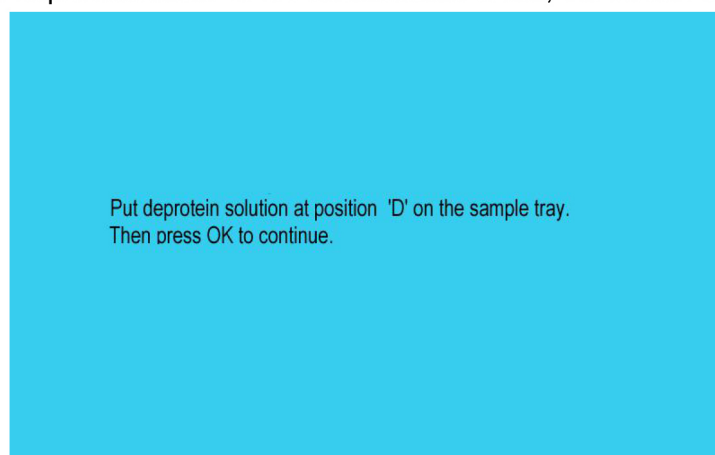 Put deprotein solution at position 'D' on the sample tray.
Then press OK to continue.